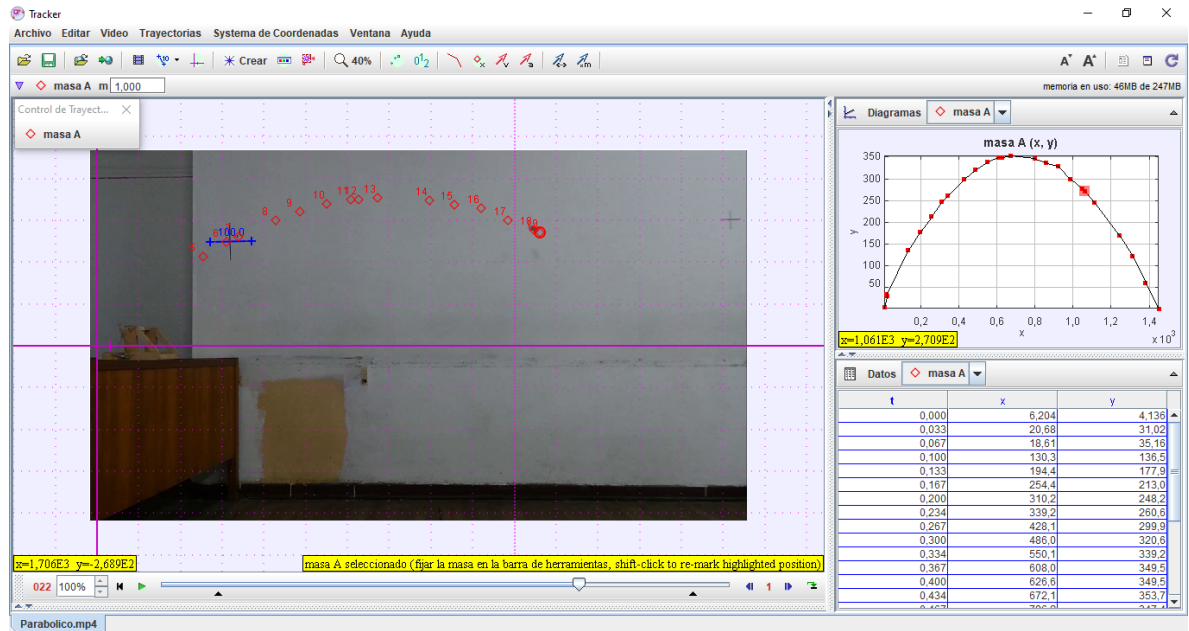 Tracker
Archivo Editar Video Trayectorias Systema de Coordenadas Ventana Ayuda
Crear 40%
masa A m 1,000 memoria en uso: 46MB de 247MB
Control de Trayect...
masa A
5 100,0 8 9 10 11 12 13 14 15 16 17
x=1,706E3 y=-2,689E2
masa A seleccionado (fijar la masa en la barra de herramientas, shift-click to re-mark highlighted position)
022 100% 1
Parabolico.mp4
Diagramas masa A
masa A (x, y)
350
300
250
200
150
100
50
y
0,2 0,4 0,6 0,8 1,0 1,2 1,4
x x 10³
x=1,061E3 y=2,709E2
Datos masa A
t x y
0,000 6,204 4,136
0,033 20,68 31,02
0,067 18,61 35,16
0,100 130,3 136,5
0,133 194,4 177,9
0,167 254,4 213,0
0,200 310,2 248,2
0,234 339,2 260,6
0,267 428,1 299,9
0,300 486,0 320,6
0,334 550,1 339,2
0,367 608,0 349,5
0,400 626,6 349,5
0,434 672,1 353,7